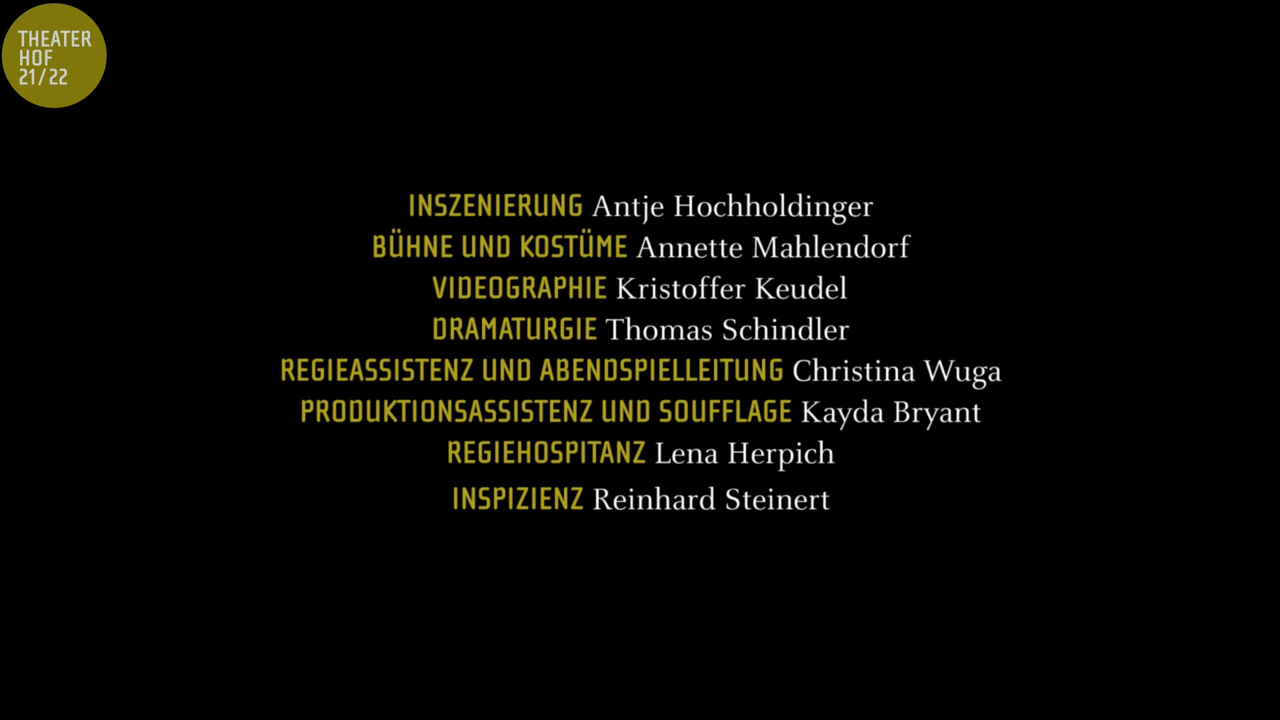 THEATER
HOF
21/22
INSZENIERUNG Antje Hochholdinger
BÜHNE UND KOSTÜME Annette Mahlendorf
VIDEOGRAPHIE Kristoffer Keudel
DRAMATURGIE Thomas Schindler
REGIEASSISTENZ UND ABENDSPIELLEITUNG Christina Wuga
PRODUKTIONSASSISTENZ UND SOUFFLAGE Kayda Bryant
REGIEHOSPITANZ Lena Herpich
INSPIZIENZ Reinhard Steinert